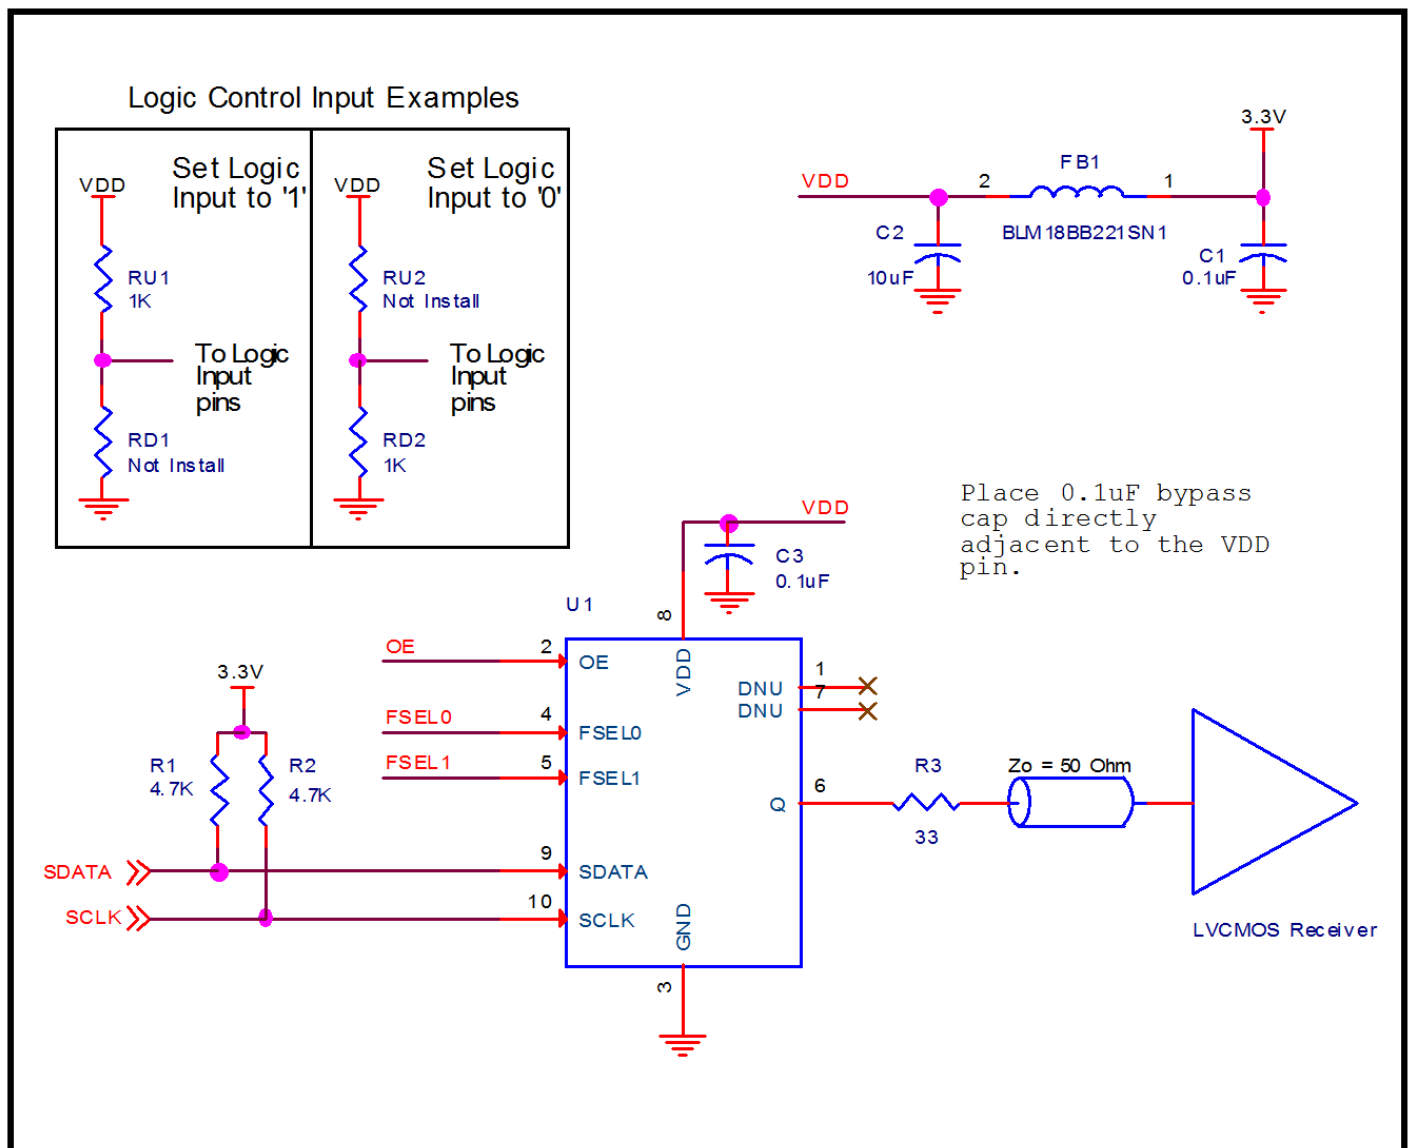 Logic Control Input Examples
VDD
Set Logic
Input to '1'
RU1
1K
To Logic
Input
pins
RD1
Not Install
VDD
Set Logic
Input to '0'
RU2
Not Install
To Logic
Input
pins
RD2
1K
3.3V
VDD
2
FB1
1
BLM18BB221SN1
C2
10uF
C1
0.1uF
Place 0.1uF bypass
cap directly
adjacent to the VDD
pin.
VDD
C3
0.1uF
U1
8
VDD
OE
2
OE
FSEL0
4
FSEL0
FSEL1
5
FSEL1
3.3V
R1
4.7K
R2
4.7K
SDATA
9
SDATA
SCLK
10
SCLK
GND
3
DNU
1
DNU
7
Q
6
R3
33
Zo = 50 Ohm
LVCMOS Receiver